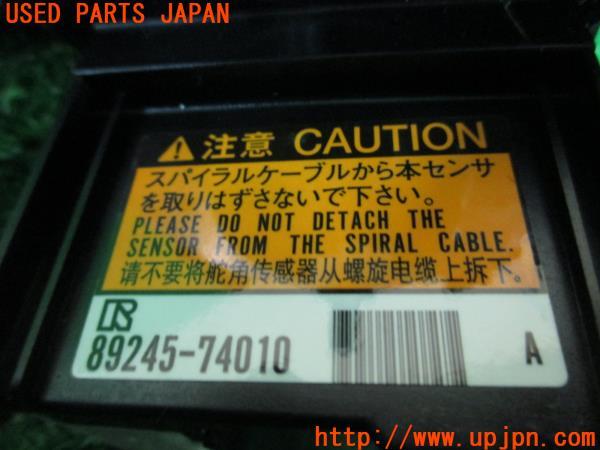 USED PARTS JAPAN
注意 CAUTION
スパイラルケーブルから本センサ
を取りはずさないで下さい。
PLEASE DO NOT DETACH THE
SENSOR FROM THE SPIRAL CABLE.
请不要将舵角传感器从螺旋电缆上拆下。
89245-74010
A
http://www.upjpn.com/